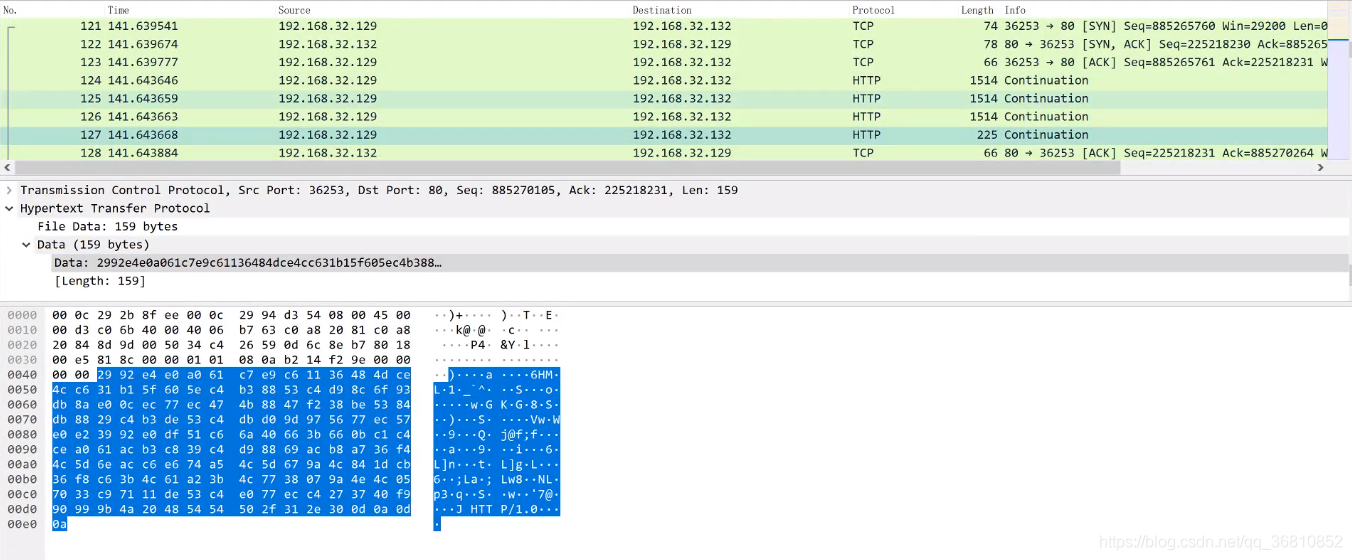 No. Time Source Destination Protocol Length Info
121 141.639541 192.168.32.129 192.168.32.132 TCP 74 36253 → 80 [SYN] Seq=885265760 Win=29200 Len=0
122 141.639674 192.168.32.132 192.168.32.129 TCP 78 80 → 36253 [SYN, ACK] Seq=225218230 Ack=88526
123 141.639777 192.168.32.129 192.168.32.132 TCP 66 36253 → 80 [ACK] Seq=885265761 Ack=225218231 W
124 141.643646 192.168.32.129 192.168.32.132 HTTP 1514 Continuation
125 141.643659 192.168.32.129 192.168.32.132 HTTP 1514 Continuation
126 141.643663 192.168.32.129 192.168.32.132 HTTP 1514 Continuation
127 141.643668 192.168.32.129 192.168.32.132 HTTP 225 Continuation
128 141.643884 192.168.32.132 192.168.32.129 TCP 66 80 → 36253 [ACK] Seq=225218231 Ack=885270264 W
Transmission Control Protocol, Src Port: 36253, Dst Port: 80, Seq: 885270105, Ack: 225218231, Len: 159
Hypertext Transfer Protocol
File Data: 159 bytes
Data (159 bytes)
Data: 2992e4e0a061c7e9c61136484dce4cc631b15f605ec4b388…
[Length: 159]
0000 00 0c 29 2b 8f ee 00 0c 29 94 d3 54 08 00 45 00 ··)+···· )··T··E·
0010 00 d3 c0 6b 40 00 40 06 b7 63 c0 a8 20 81 c0 a8 ···k@·@· ·c·· ···
0020 20 84 8d 9d 00 50 34 c4 26 59 0d 6c 8e b7 80 18 ····P4· &Y·l····
0030 00 e5 81 8c 00 00 01 01 08 0a b2 14 f2 9e 00 00 ········ ········
0040 00 00 29 92 e4 e0 a0 61 c7 e9 c6 11 36 48 4d ce ··)····a ····6HM·
0050 4c c6 31 b1 5f 60 5e c4 b3 88 53 c4 d9 8c 6f 93 L·1·_`^· ··S···o·
0060 db 8a e0 0c ec 77 ec 47 4b 88 47 f2 38 be 53 84 ·····w·G K·G·8·S·
0070 db 88 29 c4 b3 de 53 c4 db d0 9d 97 56 77 ec 57 ··)···S· ····Vw·W
0080 e0 e2 39 92 e0 df 51 c6 6a 40 66 3b 66 0b c1 c4 ··9···Q· j@f;f···
0090 ce a0 61 ac b3 c8 39 c4 d9 88 69 ac b8 a7 36 f4 ··a···9· ··i···6·
00a0 4c 5d 6e ac c6 e6 74 a5 4c 5d 67 9a 4c 84 1d cb L]n···t· L]g·L···
00b0 36 f8 c6 3b 4c 61 a2 3b 4c 77 38 07 9a 4e 4c 05 6··;La·; Lw8··NL·
00c0 70 33 c9 71 11 de 53 c4 e0 77 ec c4 27 37 40 f9 p3·q··S· ·w··'7@·
00d0 90 99 9b 4a 20 48 54 54 50 2f 31 2e 30 0d 0a 0d ···J HTT P/1.0···
00e0 0a ·
https://blog.csdn.net/qq_36810852